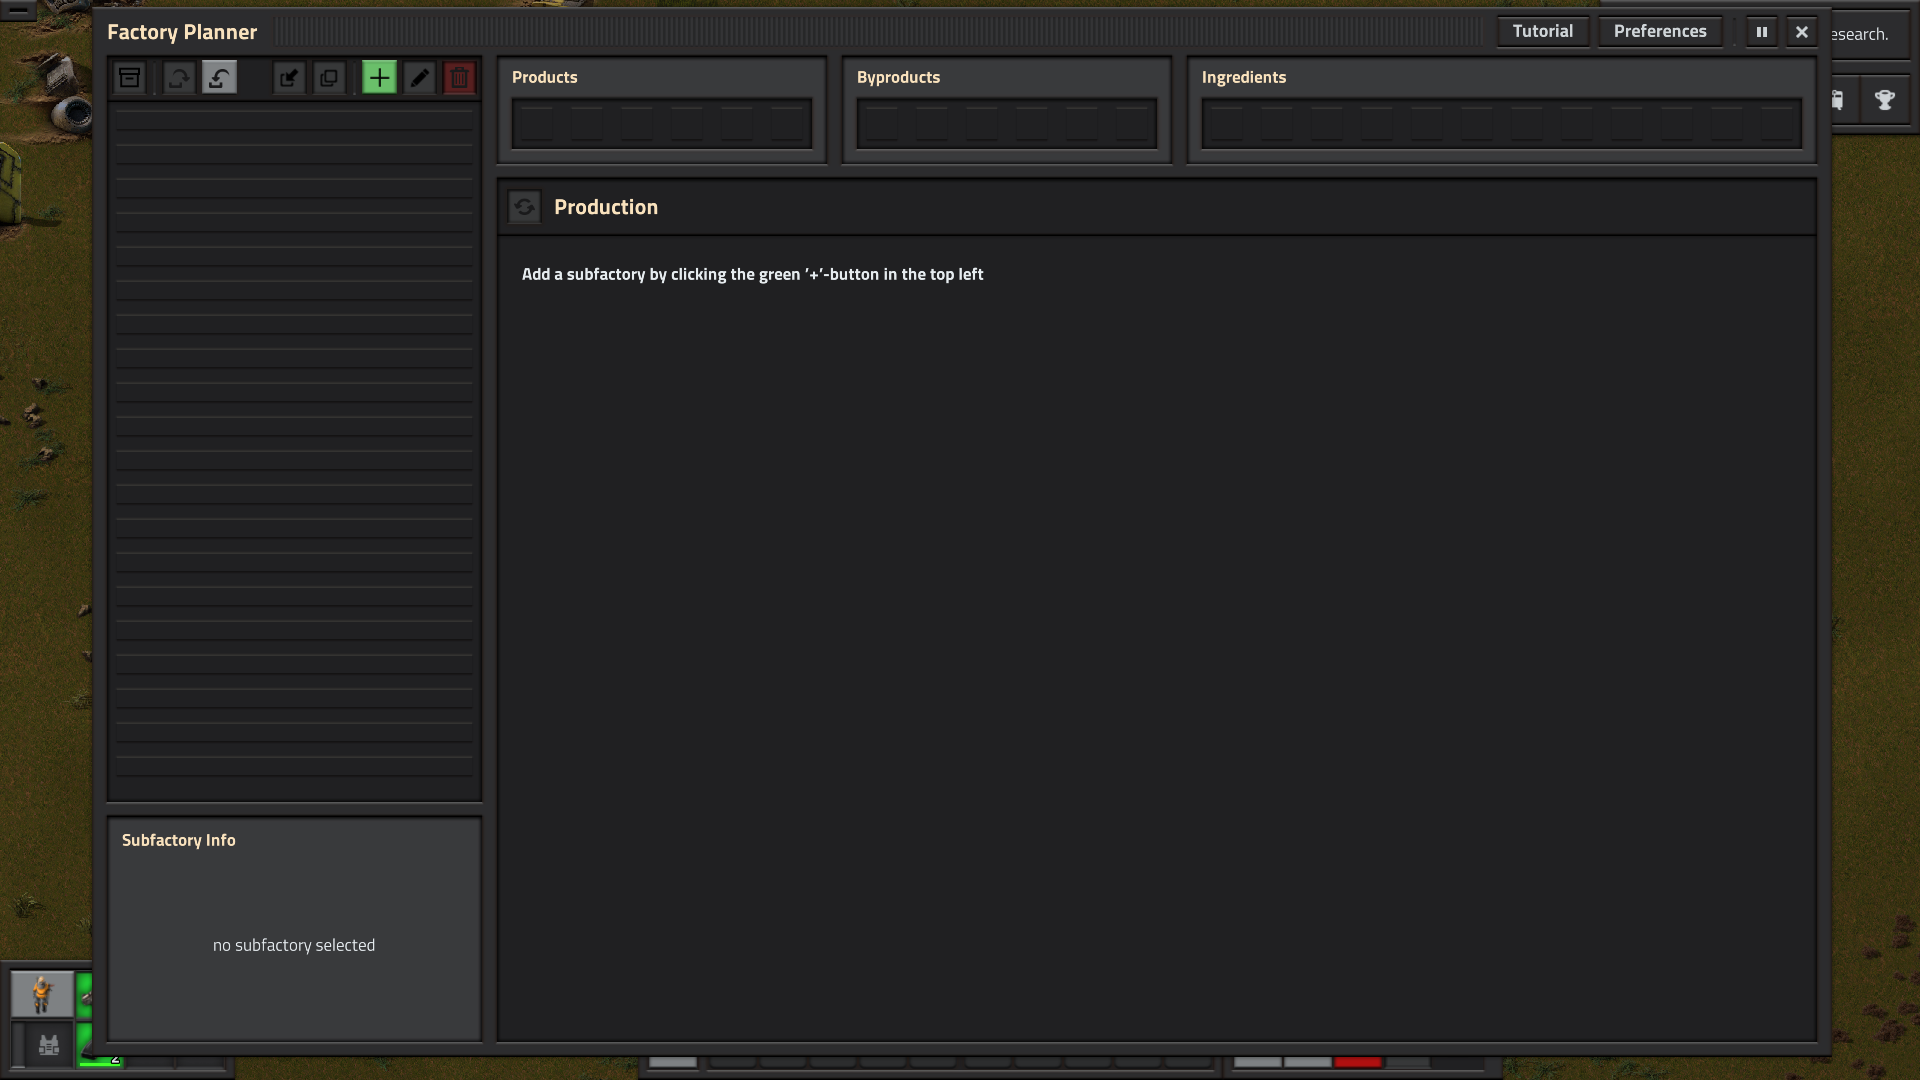 Factory Planner
Tutorial
Preferences
esearch.
Products
Byproducts
Ingredients
Production
Add a subfactory by clicking the green '+'-button in the top left
Subfactory Info
no subfactory selected
2